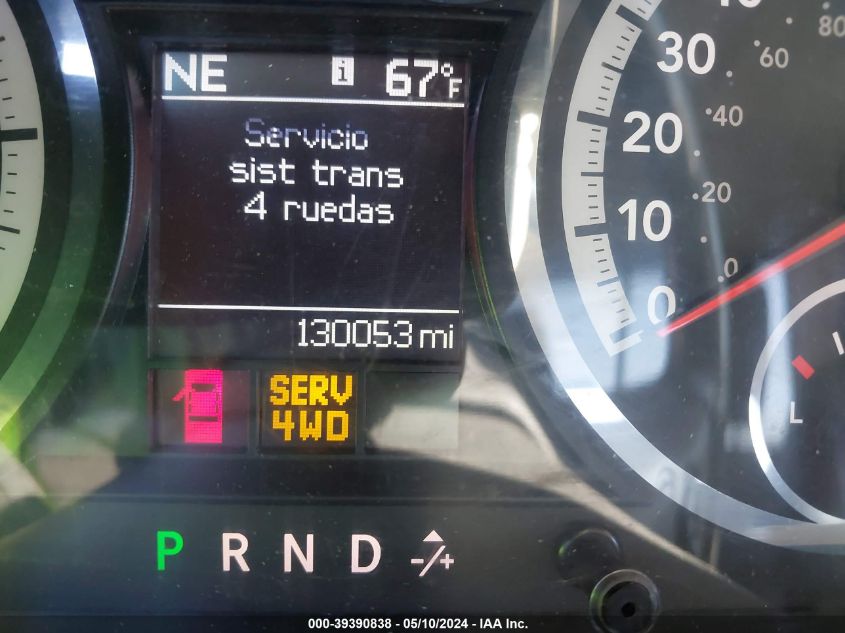 NE i 67°F
Servicio
sist trans
4 ruedas
130053 mi
SERV
4WD
P R N D -/+
30
20
10
0
80
60
40
20
0
L
000-39390838 - 05/10/2024 - IAA Inc.